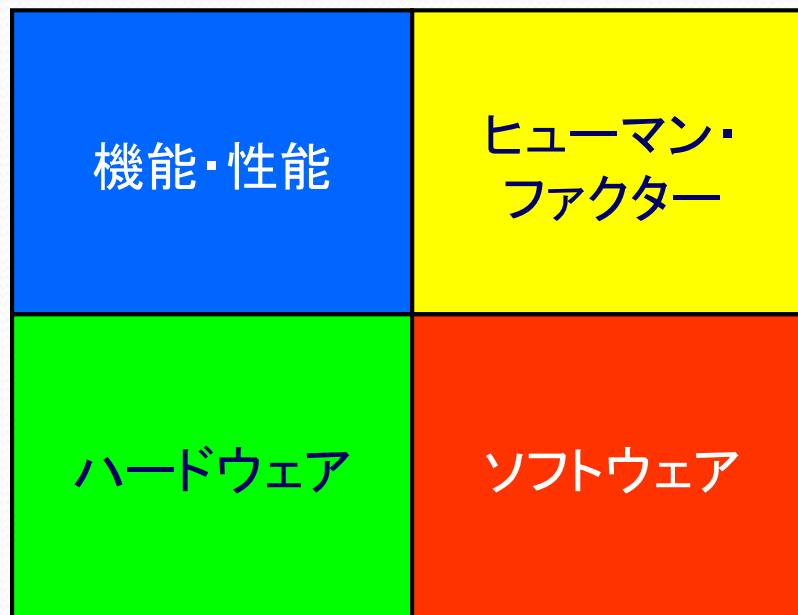 機能・性能
ヒューマン・
ファクター
ハードウェア
ソフトウェア